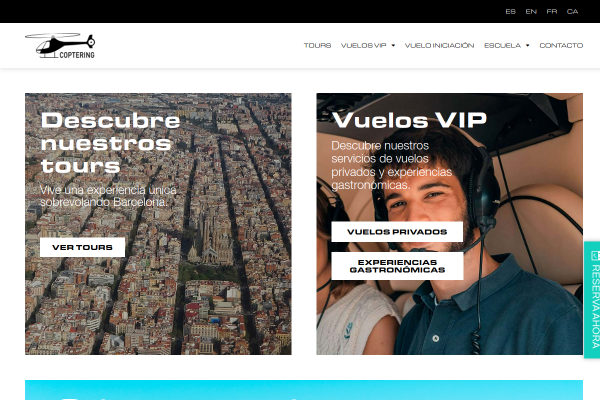 ES EN FR CA
COPTERING
TOURS VUELOS VIP VUELO INICIACIÓN ESCUELA CONTACTO
Descubre
nuestros
tours
Vive una experiencia única
sobrevolando Barcelona.
VER TOURS
Vuelos VIP
Descubre nuestros
servicios de vuelos
privados y experiencias
gastronómicas.
VUELOS PRIVADOS
EXPERIENCIAS
GASTRONÓMICAS
RESERVA AHORA